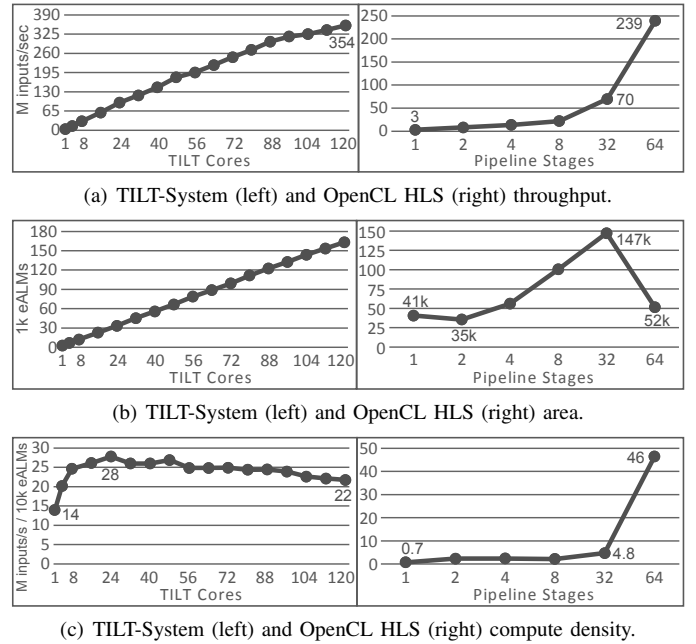 390
325
260
195
130
65
0
M inputs/sec
354
1 8 24 40 56 72 88 104 120
TILT Cores
250
200
150
100
50
0
3
70
239
1 2 4 8 32 64
Pipeline Stages
(a) TILT-System (left) and OpenCL HLS (right) throughput.
180
150
120
90
60
30
0
1k eALMs
1 8 24 40 56 72 88 104 120
TILT Cores
150
125
100
75
50
25
0
41k
35k
147k
52k
1 2 4 8 32 64
Pipeline Stages
(b) TILT-System (left) and OpenCL HLS (right) area.
30
25
20
15
10
5
0
M inputs/s / 10k eALMs
14
28
22
1 8 24 40 56 72 88 104 120
TILT Cores
50
40
30
20
10
0
0.7
4.8
46
1 2 4 8 32 64
Pipeline Stages
(c) TILT-System (left) and OpenCL HLS (right) compute density.